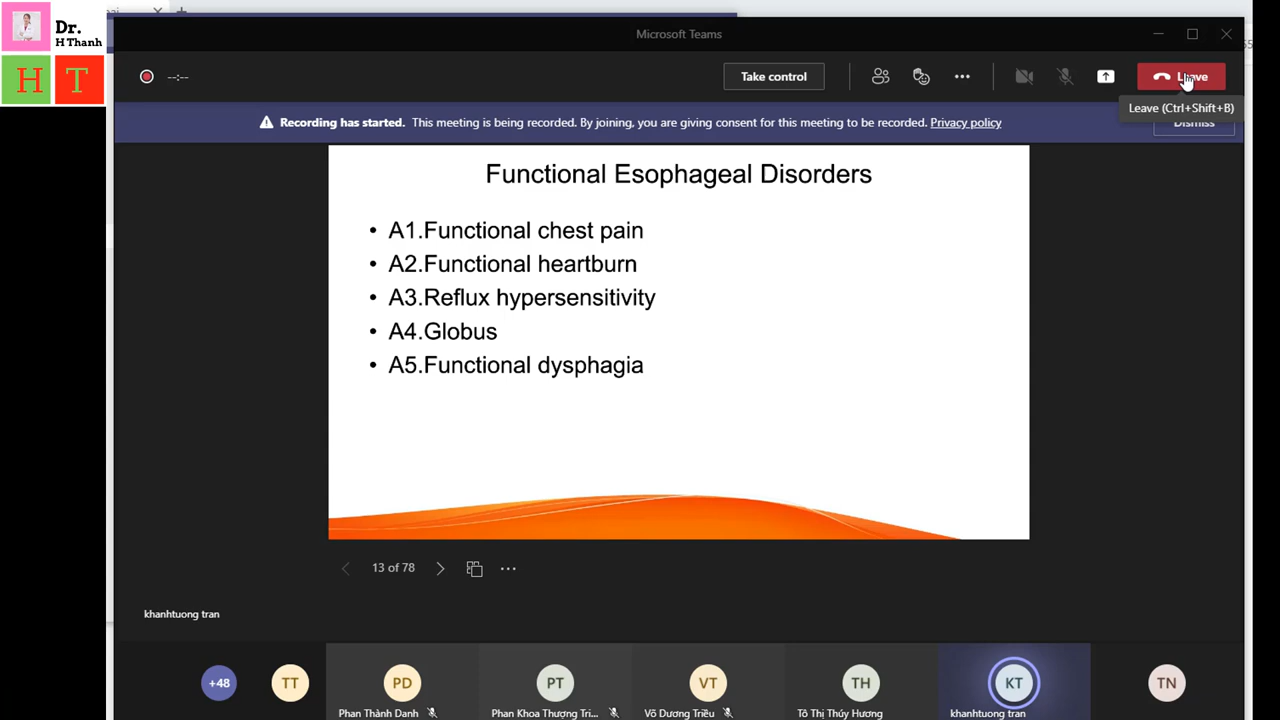 Dr.
H Thanh
H T
Microsoft Teams
--:--
Take control
Leave
Leave (Ctrl+Shift+B)
Recording has started. This meeting is being recorded. By joining, you are giving consent for this meeting to be recorded. Privacy policy
Dismiss
Functional Esophageal Disorders
• A1.Functional chest pain
• A2.Functional heartburn
• A3.Reflux hypersensitivity
• A4.Globus
• A5.Functional dysphagia
13 of 78
khanhtuong tran
+48
TT
PD
PT
VT
TH
KT
TN
Phan Thành Danh
Phan Khoa Thượng Tri...
Võ Dương Triều
Tô Thị Thúy Hương
khanhtuong tran